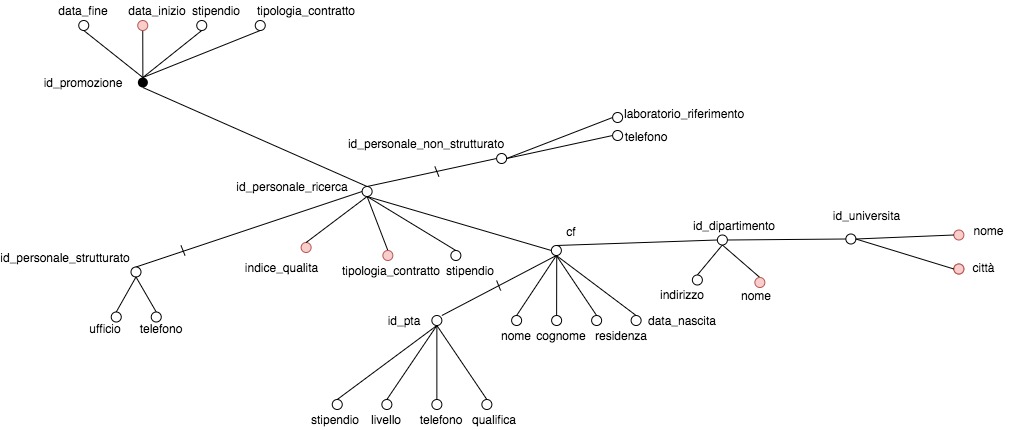 data_fine data_inizio stipendio tipologia_contratto
id_promozione
laboratorio_riferimento
telefono
id_personale_non_strutturato
id_personale_ricerca
id_universita
id_dipartimento
cf
nome
id_personale_strutturato
indice_qualita tipologia_contratto stipendio
città
indirizzo nome
ufficio telefono
id_pta
data_nascita
nome cognome residenza
stipendio livello telefono qualifica